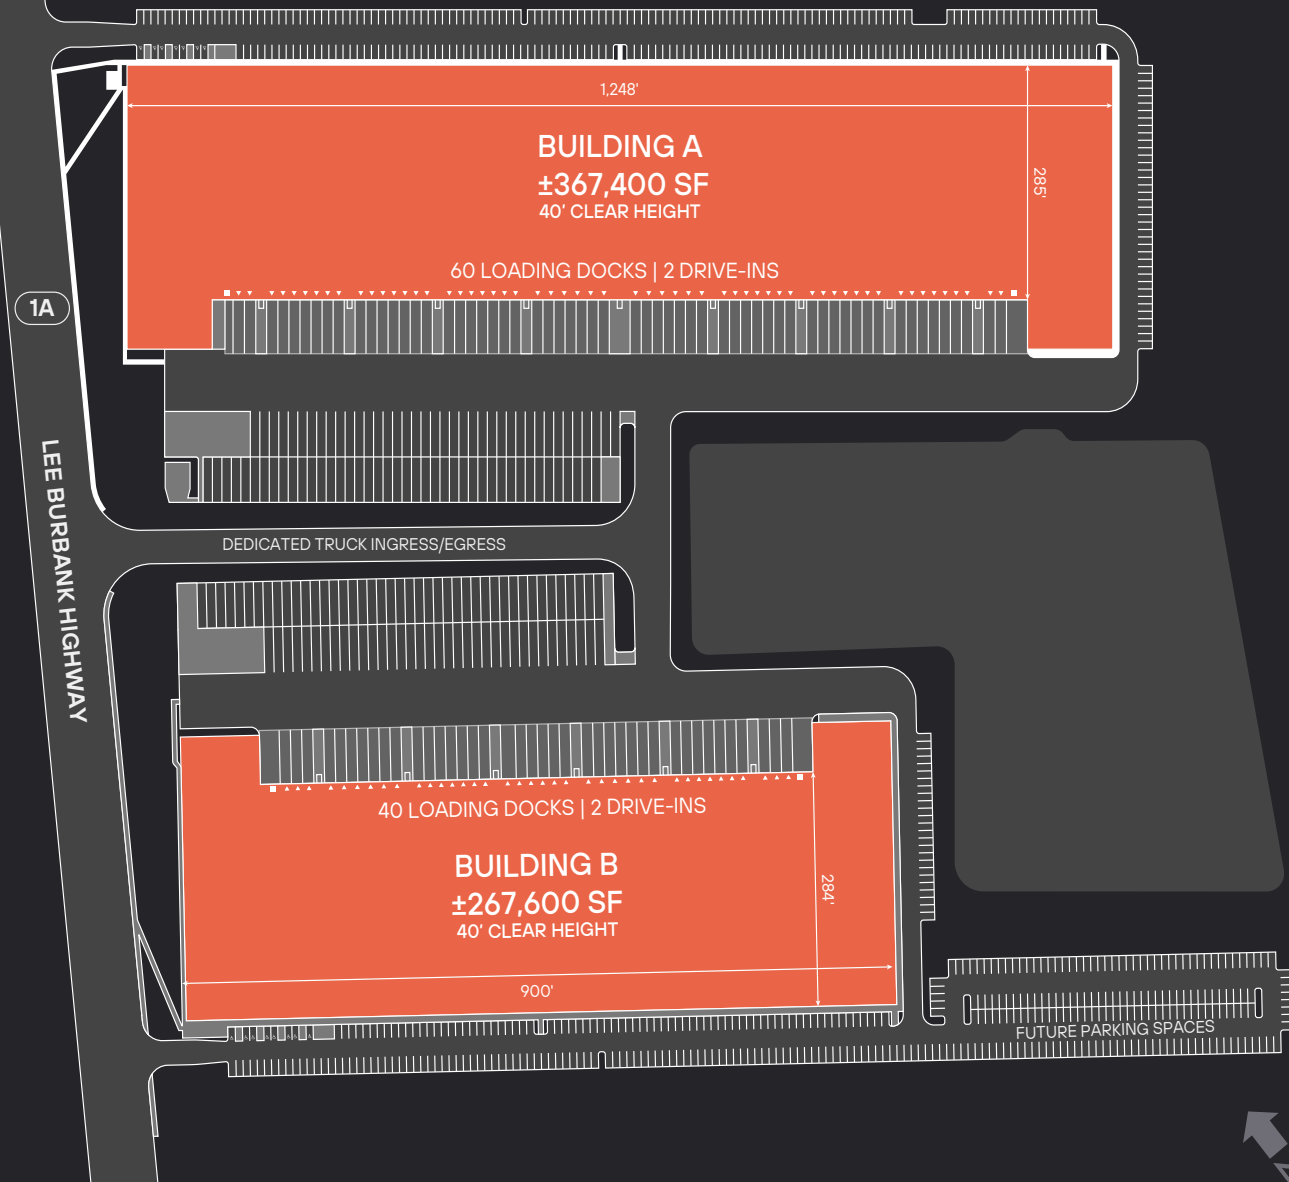 1,248'
BUILDING A
±367,400 SF
40' CLEAR HEIGHT
285'
60 LOADING DOCKS | 2 DRIVE-INS
1A
LEE BURBANK HIGHWAY
DEDICATED TRUCK INGRESS/EGRESS
40 LOADING DOCKS | 2 DRIVE-INS
BUILDING B
±267,600 SF
40' CLEAR HEIGHT
284'
900'
FUTURE PARKING SPACES